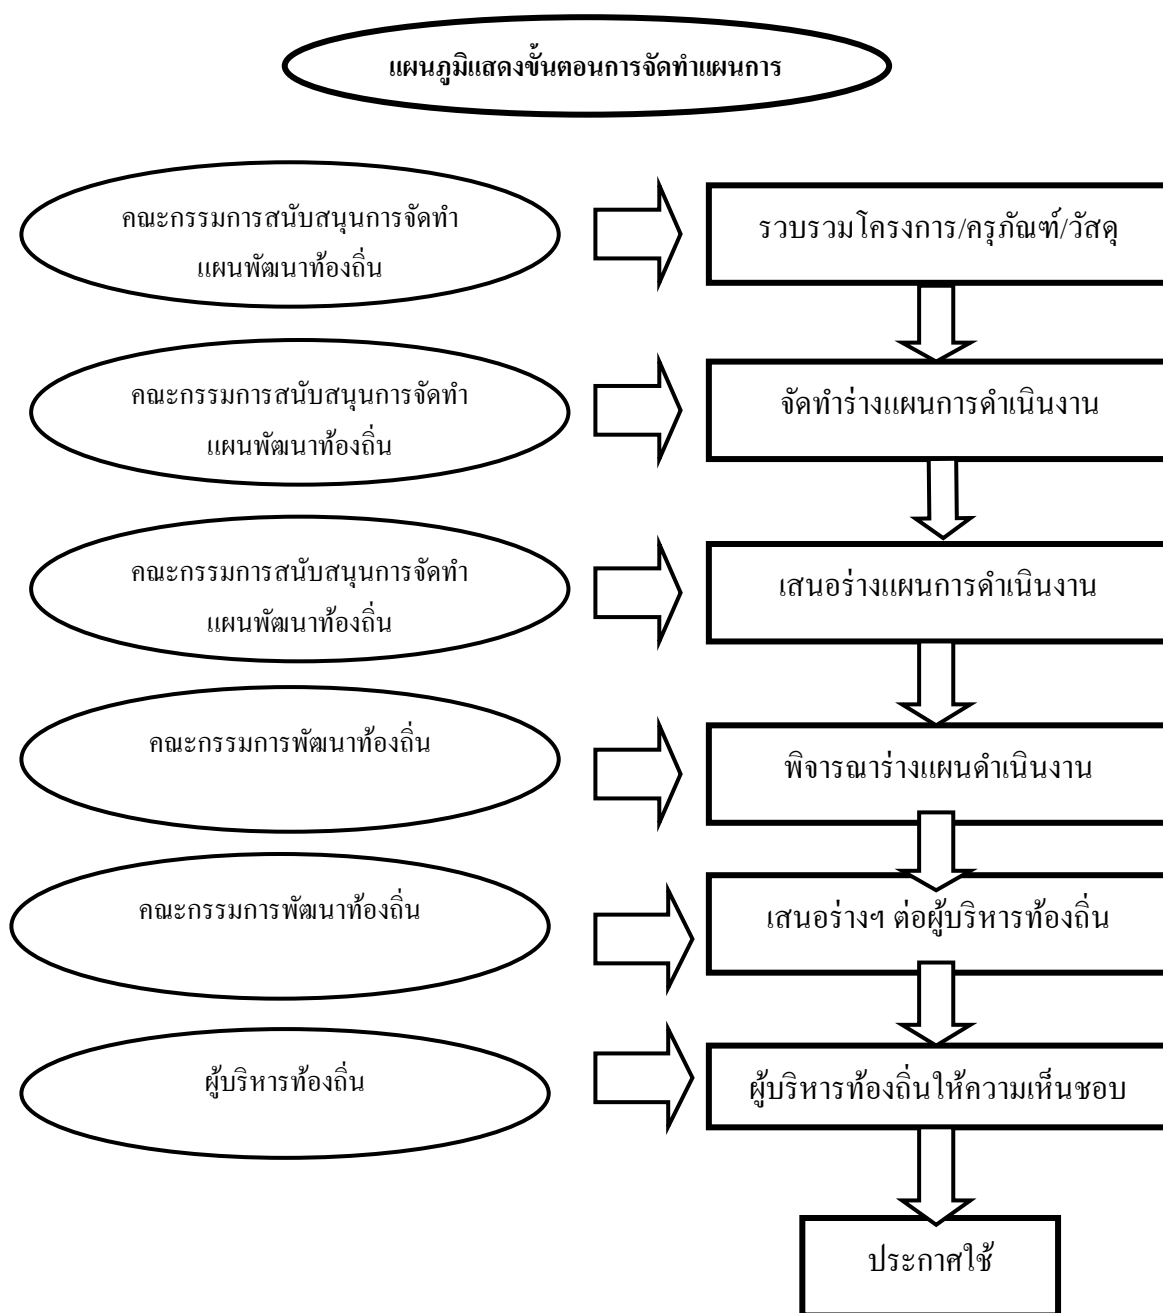 แผนภูมิแสดงขั้นตอนการจัดทำแผนการ
คณะกรรมการสนับสนุนการจัดทำ
แผนพัฒนาท้องถิ่น
รวบรวมโครงการ/ครุภัณฑ์/วัสดุ
คณะกรรมการสนับสนุนการจัดทำ
แผนพัฒนาท้องถิ่น
จัดทำร่างแผนการดำเนินงาน
คณะกรรมการสนับสนุนการจัดทำ
แผนพัฒนาท้องถิ่น
เสนอร่างแผนการดำเนินงาน
คณะกรรมการพัฒนาท้องถิ่น
พิจารณาร่างแผนดำเนินงาน
คณะกรรมการพัฒนาท้องถิ่น
เสนอร่างฯ ต่อผู้บริหารท้องถิ่น
ผู้บริหารท้องถิ่น
ผู้บริหารท้องถิ่นให้ความเห็นชอบ
ประกาศใช้